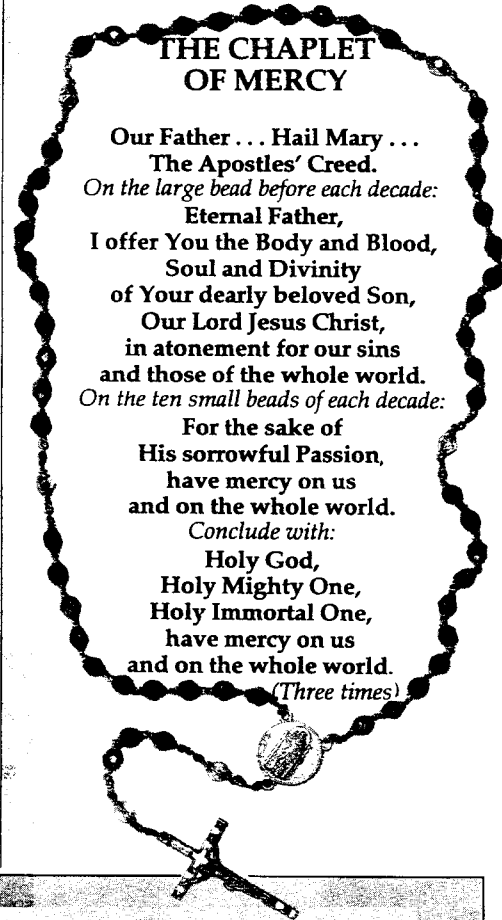 THE CHAPLET
OF MERCY
Our Father . . . Hail Mary . . .
The Apostles' Creed.
On the large bead before each decade:
Eternal Father,
I offer You the Body and Blood,
Soul and Divinity
of Your dearly beloved Son,
Our Lord Jesus Christ,
in atonement for our sins
and those of the whole world.
On the ten small beads of each decade:
For the sake of
His sorrowful Passion,
have mercy on us
and on the whole world.
Conclude with:
Holy God,
Holy Mighty One,
Holy Immortal One,
have mercy on us
and on the whole world.
(Three times)